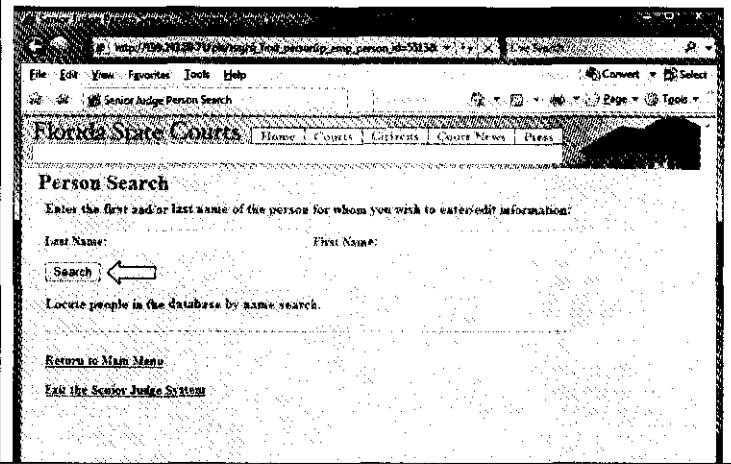 File Edit View Favorites Tools Help
Convert Select
Senior Judge Person Search
Page Tools
Florida State Courts Home Courts Citizens Court News Press
Person Search
Enter the first and/or last name of the person for whom you wish to enter/edit information:
Last Name: First Name:
Search
Locate people in the database by name search.
Return to Main Menu
Exit the Senior Judge System